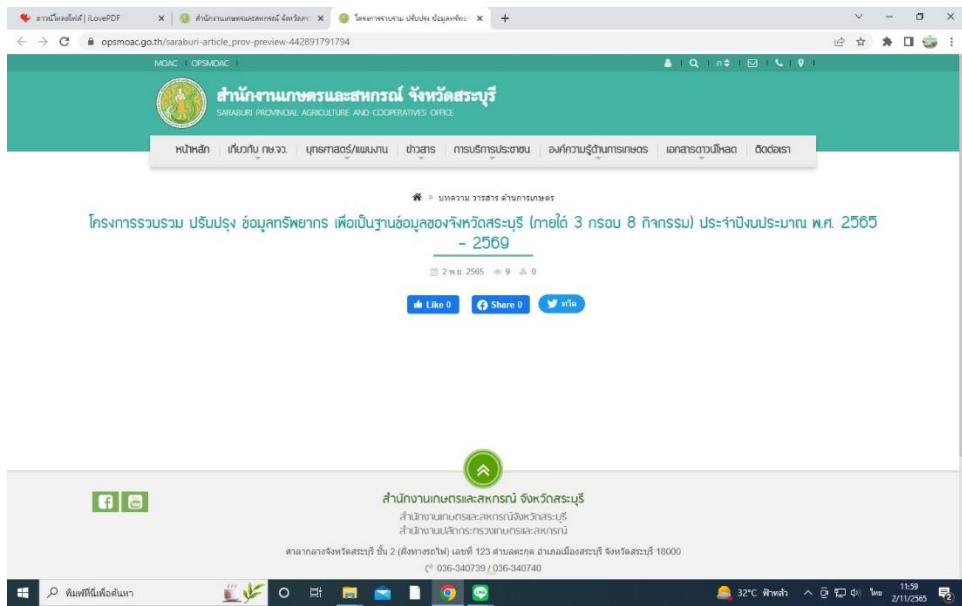 ดาวน์โหลดไฟล์ | iLovePDF
สำนักงานเกษตรและสหกรณ์ จังหวัดสระ
โครงการรวบรวม ปรับปรุง ข้อมูลทรัพย
opsmoac.go.th/saraburi-article_prov-preview-442891791794
MOAC OPSMOAC
ก
สำนักงานเกษตรและสหกรณ์ จังหวัดสระบุรี
SARABURI PROVINCIAL AGRICULTURE AND COOPERATIVES OFFICE
หน้าหลัก เกี่ยวกับ กษ.จว. ยุทธศาสตร์/แผนงาน ข่าวสาร การบริการประชาชน องค์ความรู้ด้านการเกษตร เอกสารดาวน์โหลด ติดต่อเรา
» บทความ วารสาร ด้านการเกษตร
โครงการรวบรวม ปรับปรุง ข้อมูลทรัพยากร เพื่อเป็นฐานข้อมูลของจังหวัดสระบุรี (ภายใต้ 3 กรอบ 8 กิจกรรม) ประจำปีงบประมาณ พ.ศ. 2565
- 2569
2 พ.ย. 2565 9 0
Like 0 Share 0 ทวีต
สำนักงานเกษตรและสหกรณ์ จังหวัดสระบุรี
สำนักงานเกษตรและสหกรณ์จังหวัดสระบุรี
สำนักงานปลัดกระทรวงเกษตรและสหกรณ์
ศาลากลางจังหวัดสระบุรี ชั้น 2 (ฝั่งทางรถไฟ) เลขที่ 123 ตำบลตะกุด อำเภอเมืองสระบุรี จังหวัดสระบุรี 18000
036-340739 / 036-340740
พิมพ์ที่นี่เพื่อค้นหา
32°C ฟ้าหลัว
ไทย
11:59
2/11/2565
2